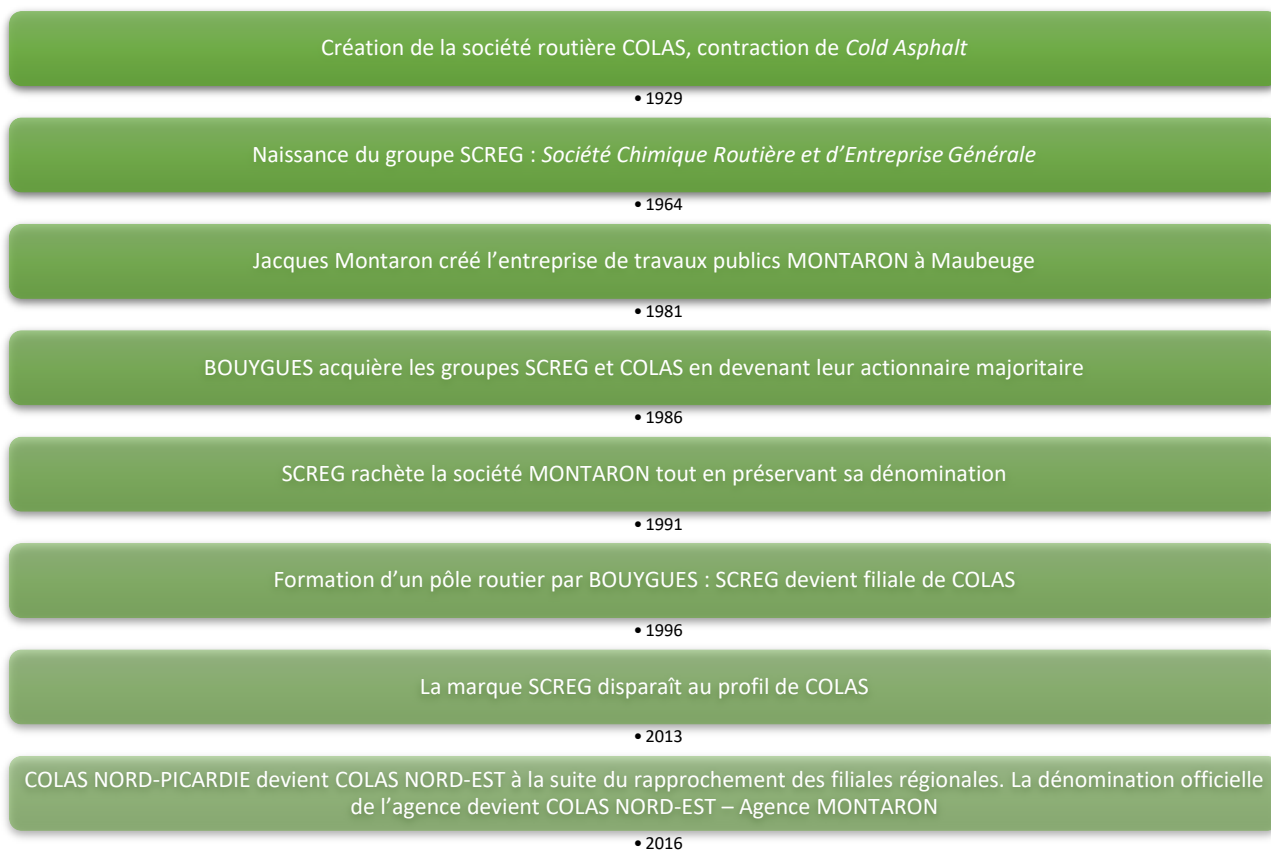 Création de la société routière COLAS, contraction de Cold Asphalt
• 1929
Naissance du groupe SCREG : Société Chimique Routière et d’Entreprise Générale
• 1964
Jacques Montaron créé l’entreprise de travaux publics MONTARON à Maubeuge
• 1981
BOUYGUES acquière les groupes SCREG et COLAS en devenant leur actionnaire majoritaire
• 1986
SCREG rachète la société MONTARON tout en préservant sa dénomination
• 1991
Formation d’un pôle routier par BOUYGUES : SCREG devient filiale de COLAS
• 1996
La marque SCREG disparaît au profil de COLAS
• 2013
COLAS NORD-PICARDIE devient COLAS NORD-EST à la suite du rapprochement des filiales régionales. La dénomination officielle
de l’agence devient COLAS NORD-EST – Agence MONTARON
• 2016